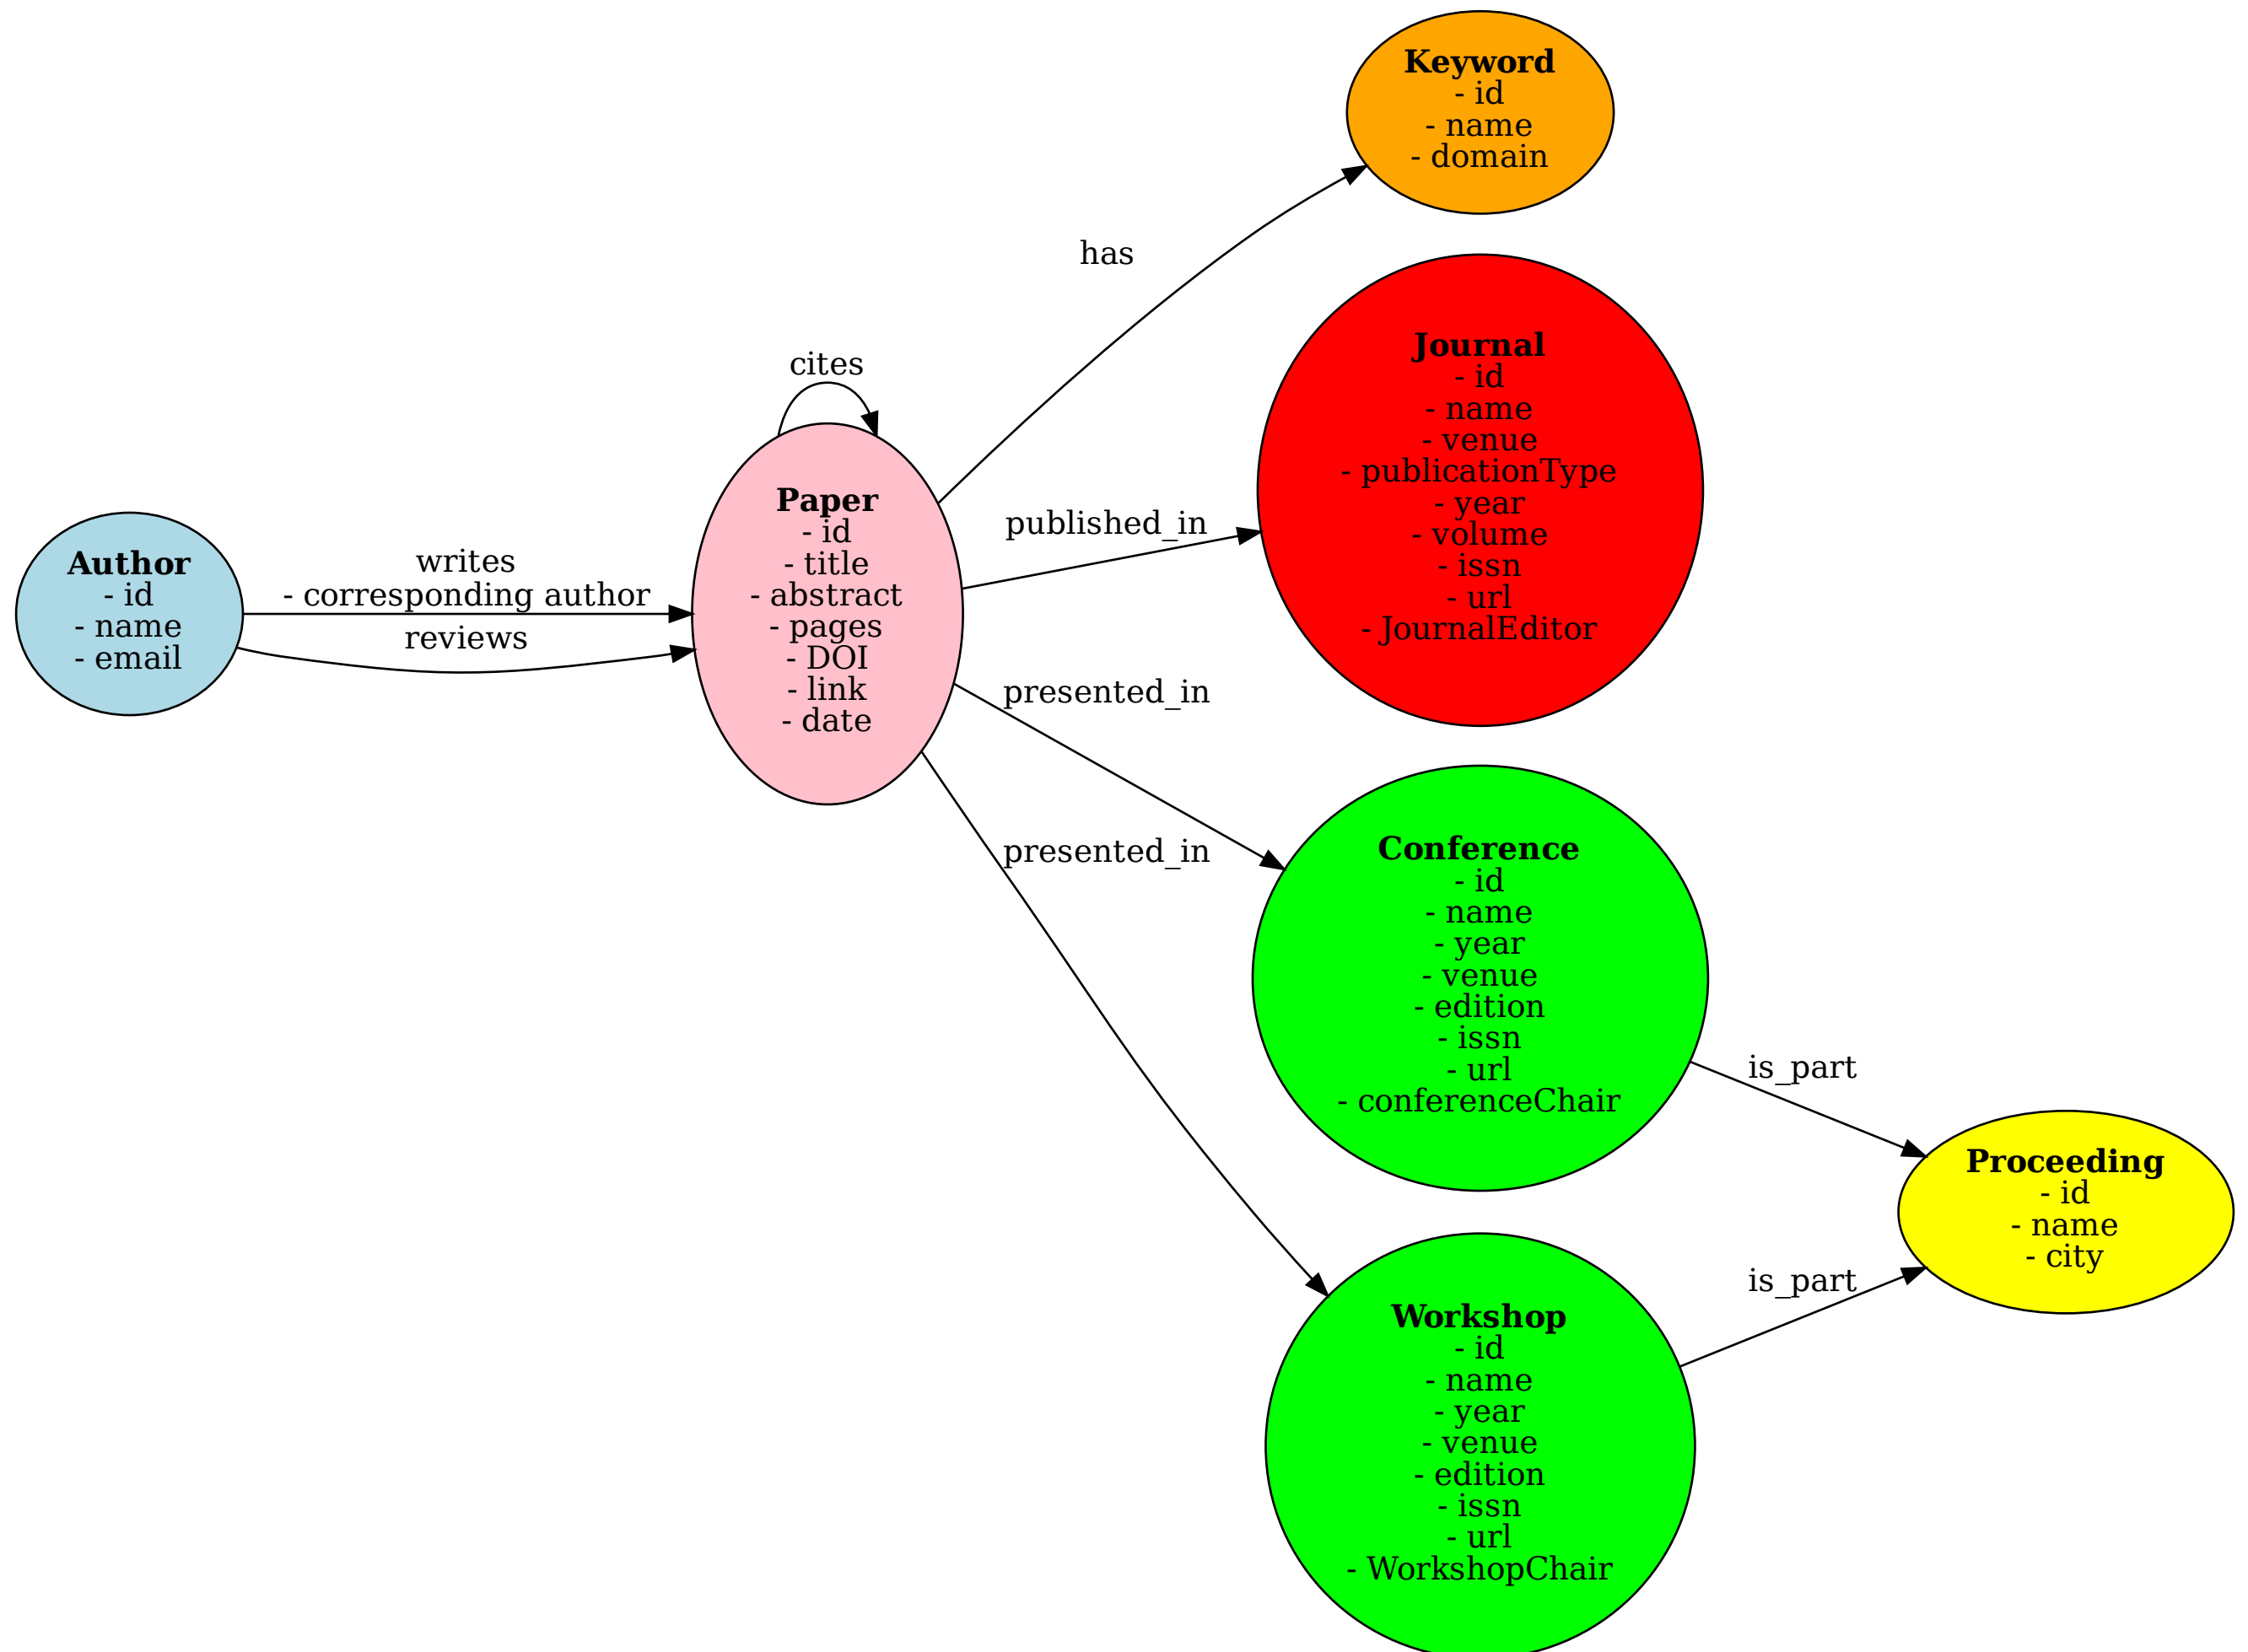 Author
- id
- name
- email
writes
- corresponding author
reviews
cites
Paper
- id
- title
- abstract
- pages
- DOI
- link
- date
has
published_in
presented_in
presented_in
Keyword
- id
- name
- domain
Journal
- id
- name
- venue
- publicationType
- year
- volume
- issn
- url
- JournalEditor
Conference
- id
- name
- year
- venue
- edition
- issn
- url
- conferenceChair
Workshop
- id
- name
- year
- venue
- edition
- issn
- url
- WorkshopChair
is_part
is_part
Proceeding
- id
- name
- city